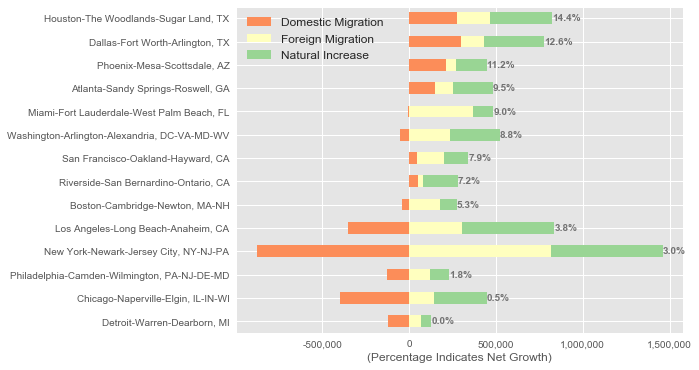 Domestic Migration
Foreign Migration
Natural Increase
Houston-The Woodlands-Sugar Land, TX 14.4%
Dallas-Fort Worth-Arlington, TX 12.6%
Phoenix-Mesa-Scottsdale, AZ 11.2%
Atlanta-Sandy Springs-Roswell, GA 9.5%
Miami-Fort Lauderdale-West Palm Beach, FL 9.0%
Washington-Arlington-Alexandria, DC-VA-MD-WV 8.8%
San Francisco-Oakland-Hayward, CA 7.9%
Riverside-San Bernardino-Ontario, CA 7.2%
Boston-Cambridge-Newton, MA-NH 5.3%
Los Angeles-Long Beach-Anaheim, CA 3.8%
New York-Newark-Jersey City, NY-NJ-PA 3.0%
Philadelphia-Camden-Wilmington, PA-NJ-DE-MD 1.8%
Chicago-Naperville-Elgin, IL-IN-WI 0.5%
Detroit-Warren-Dearborn, MI 0.0%
-500,000 0 500,000 1,000,000 1,500,000
(Percentage Indicates Net Growth)